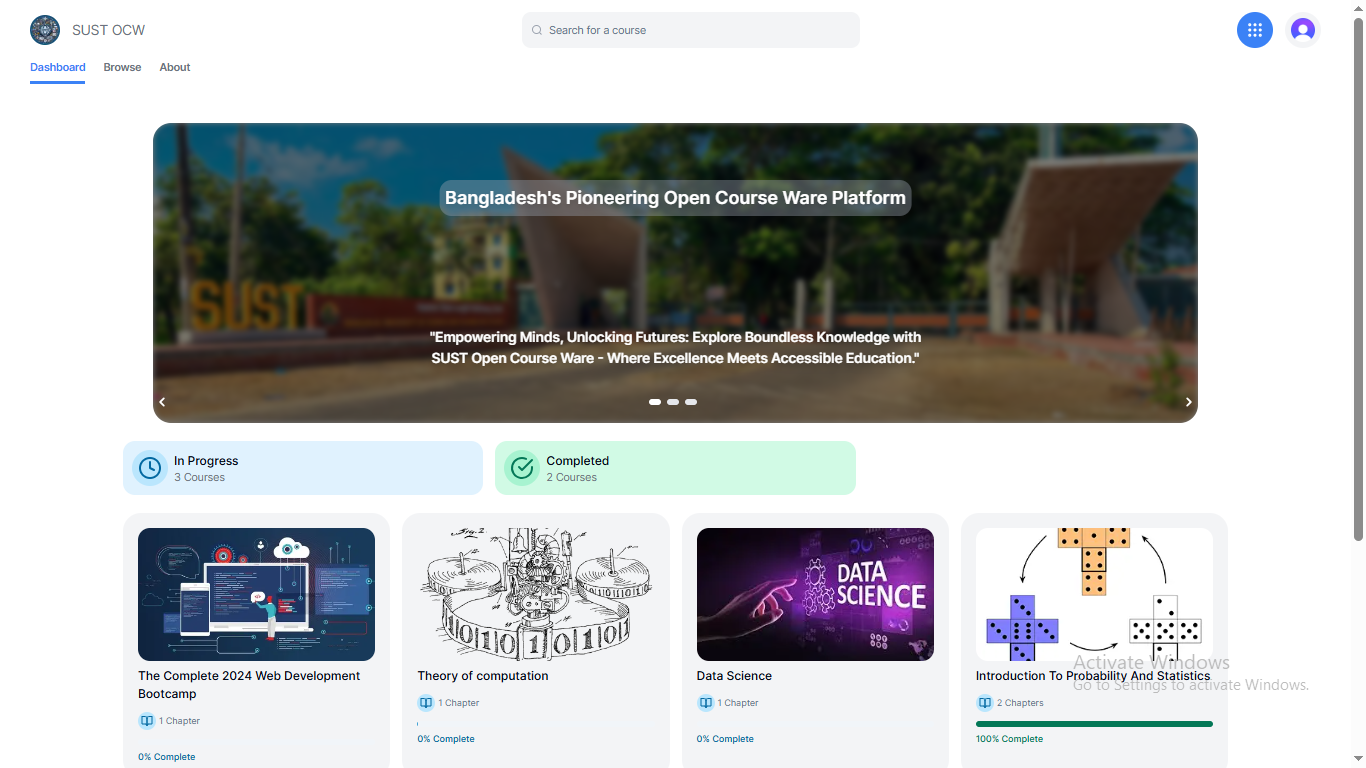 SUST OCW
Search for a course
Dashboard
Browse
About
Bangladesh's Pioneering Open Course Ware Platform
SUST
"Empowering Minds, Unlocking Futures: Explore Boundless Knowledge with
SUST Open Course Ware - Where Excellence Meets Accessible Education."
In Progress
3 Courses
Completed
2 Courses
DATA
SCIENCE
The Complete 2024 Web Development
Bootcamp
1 Chapter
0% Complete
Theory of computation
1 Chapter
0% Complete
Data Science
1 Chapter
0% Complete
Introduction To Probability And Statistics
2 Chapters
100% Complete
Activate Windows
Go to Settings to activate Windows.